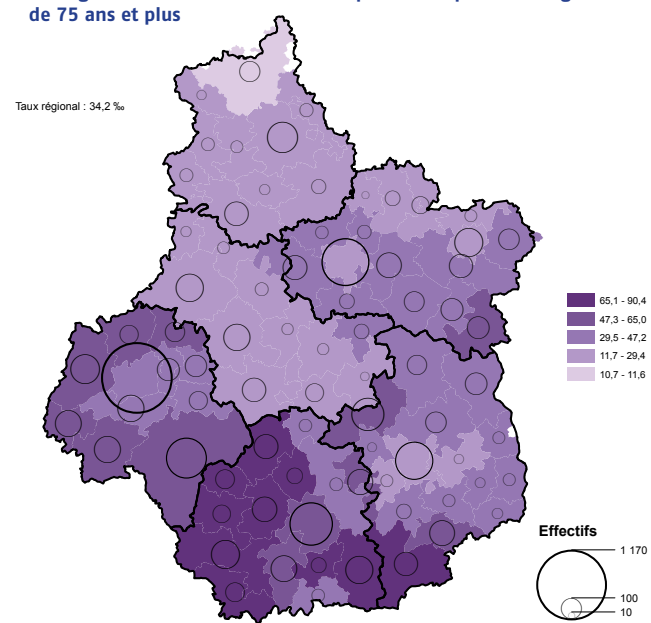 de 75 ans et plus
Taux régional : 34,2 ‰
65,1 - 90,4
47,3 - 65,0
29,5 - 47,2
11,7 - 29,4
10,7 - 11,6
Effectifs
1 170
100
10